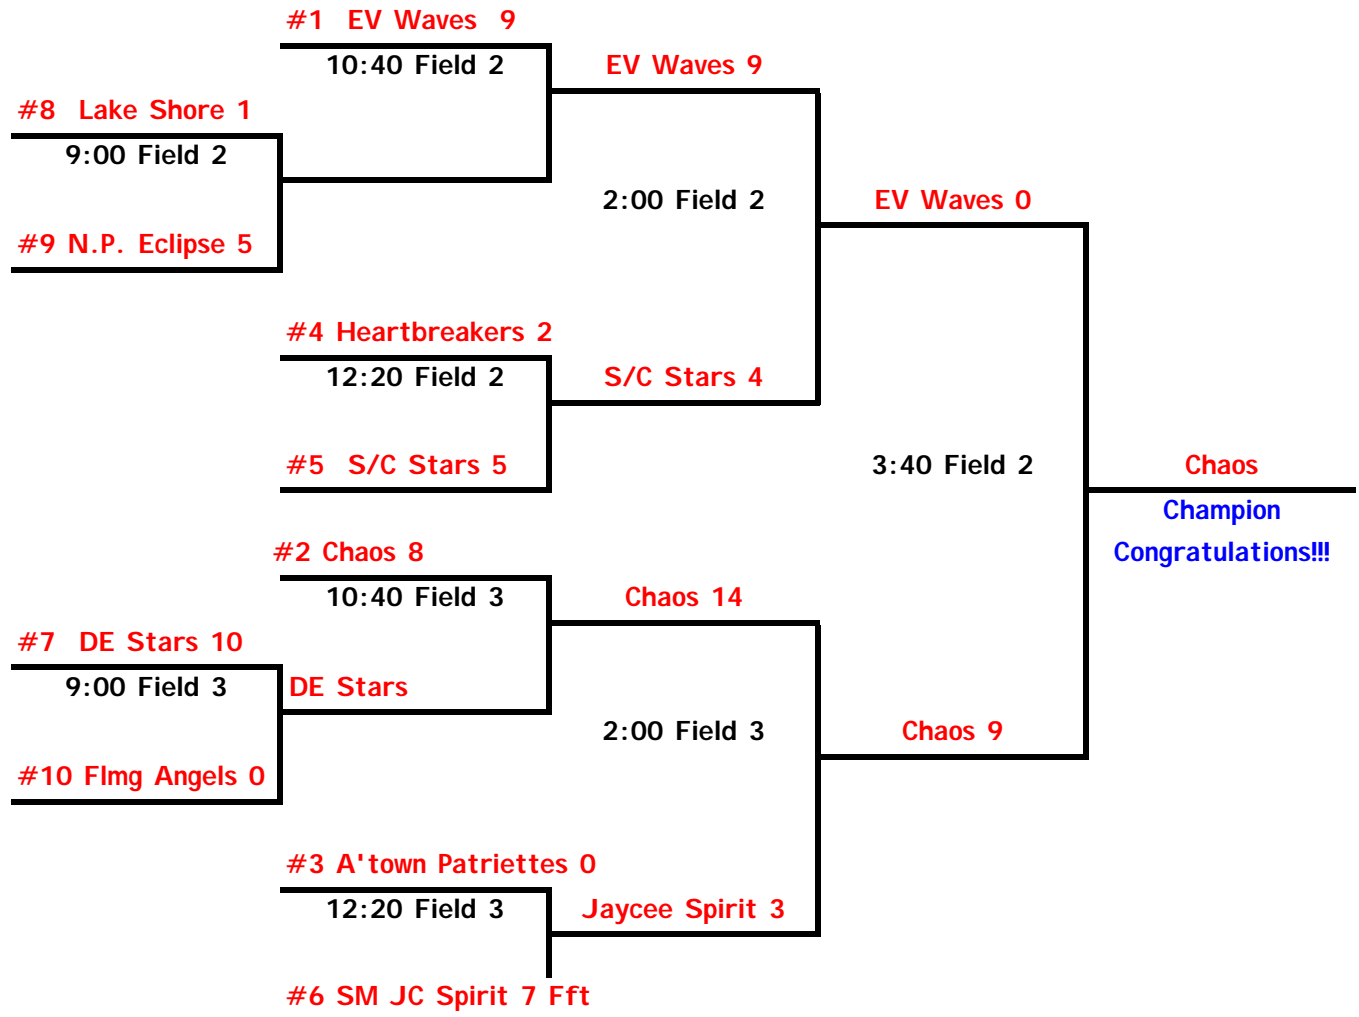 #1 EV Waves 9
10:40 Field 2
EV Waves 9
#8 Lake Shore 1
9:00 Field 2
2:00 Field 2
EV Waves 0
#9 N.P. Eclipse 5
#4 Heartbreakers 2
12:20 Field 2
S/C Stars 4
#5 S/C Stars 5
3:40 Field 2
Chaos
Champion
Congratulations!!!
#2 Chaos 8
10:40 Field 3
Chaos 14
#7 DE Stars 10
9:00 Field 3
DE Stars
2:00 Field 3
Chaos 9
#10 Flmg Angels 0
#3 A'town Patriettes 0
12:20 Field 3
Jaycee Spirit 3
#6 SM JC Spirit 7 Fft